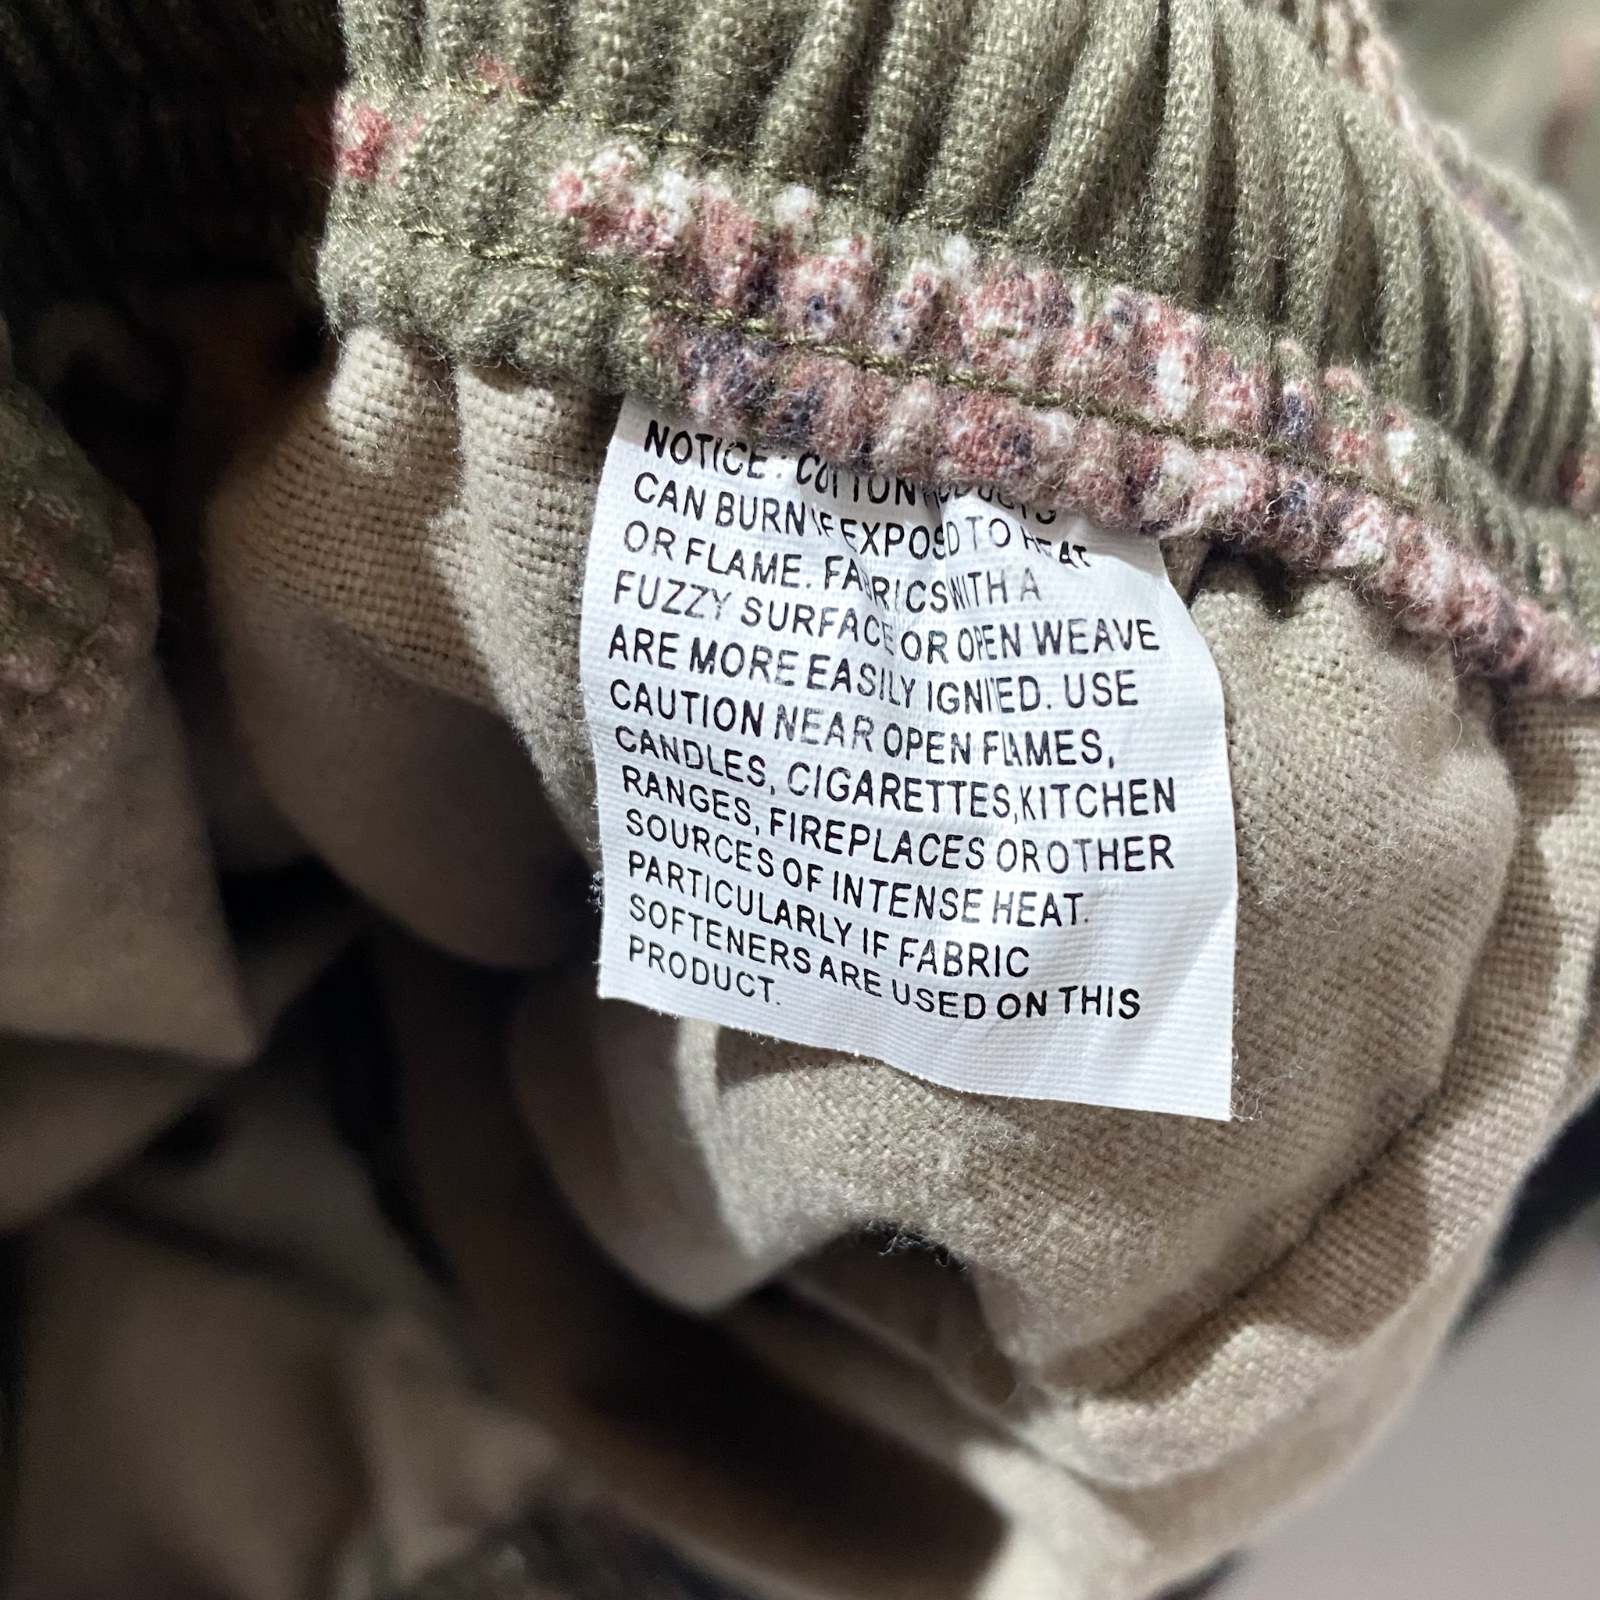 NOTICE: COTTON PRODUCTS
CAN BURN IF EXPOSED TO HEAT
OR FLAME. FABRICS WITH A
FUZZY SURFACE OR OPEN WEAVE
ARE MORE EASILY IGNIED. USE
CAUTION NEAR OPEN FLAMES,
CANDLES, CIGARETTES,KITCHEN
RANGES, FIREPLACES OR OTHER
SOURCES OF INTENSE HEAT.
PARTICULARLY IF FABRIC
SOFTENERS ARE USED ON THIS
PRODUCT.